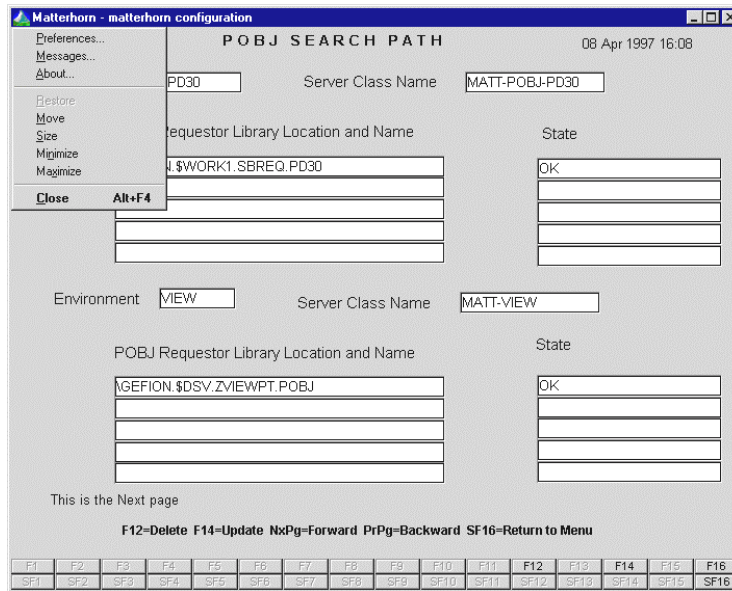 Matterhorn - matterhorn configuration
Preferences...
Messages...
About...
Restore
Move
Size
Minimize
Maximize
Close Alt+F4
POBJ SEARCH PATH 08 Apr 1997 16:08
PD30 Server Class Name MATT-POBJ-PD30
Requestor Library Location and Name State
.$WORK1.SBREQ.PD30 OK
Environment VIEW Server Class Name MATT-VIEW
POBJ Requestor Library Location and Name State
\GEFION.$DSV.ZVIEWPT.POBJ OK
This is the Next page
F12=Delete F14=Update NxPg=Forward PrPg=Backward SF16=Return to Menu
F1 F2 F3 F4 F5 F6 F7 F8 F9 F10 F11 F12 F13 F14 F15 F16
SF1 SF2 SF3 SF4 SF5 SF6 SF7 SF8 SF9 SF10 SF11 SF12 SF13 SF14 SF15 SF16